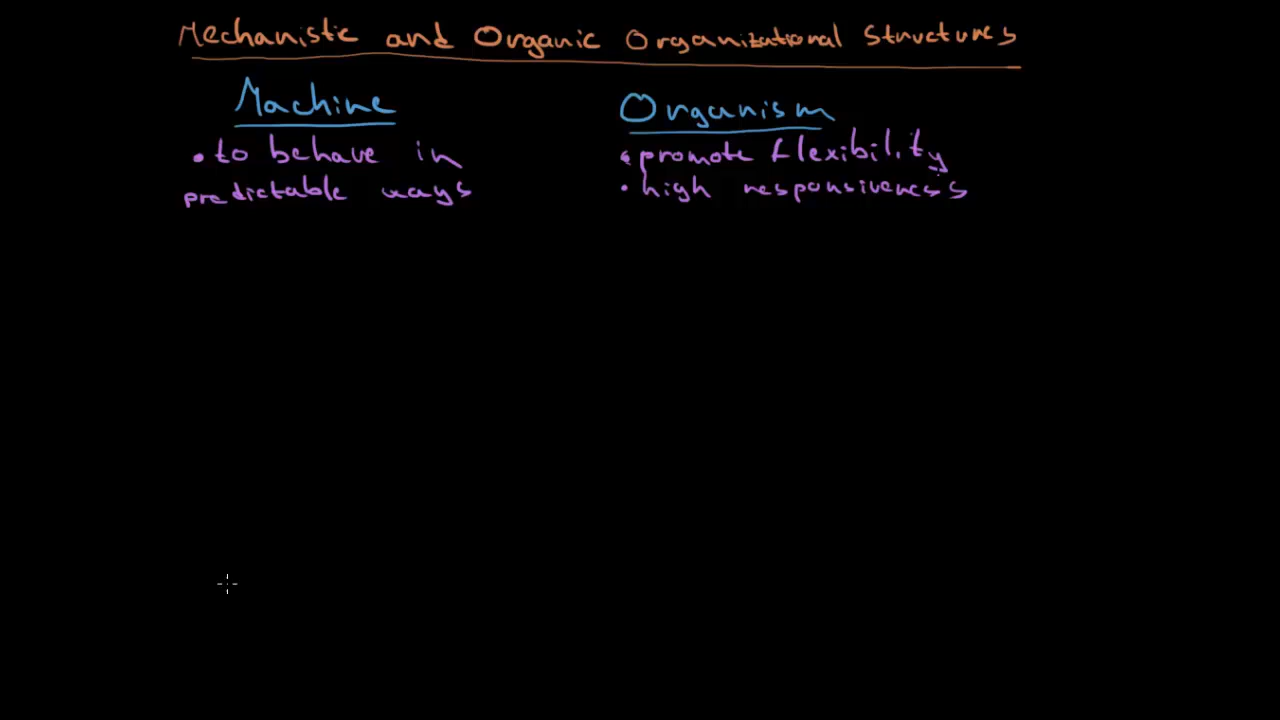 Mechanistic and Organic Organizational Structures
Machine
• to behave in
predictable ways
Organism
• promote flexibility
• high responsiveness